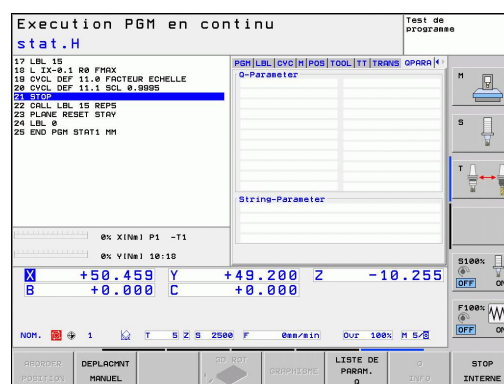 Execution PGM en continu
Test de programme
stat.H
17 LBL 15
18 L IX-0.1 R0 FMAX
19 CYCL DEF 11.0 FACTEUR ECHELLE
20 CYCL DEF 11.1 SCL 0.9995
21 STOP
22 CALL LBL 15 REP5
23 PLANE RESET STAY
24 LBL 0
25 END PGM STAT1 MM
PGM LBL CYC M POS TOOL TT TRANS QPARA
Q-Parameter
String-Parameter
M
S
T
0% X[Nm] P1 -T1
0% Y[Nm] 10:18
X +50.459 Y +49.200 Z -10.255
B +0.000 C +0.000
NOM. 1 T 5 Z S 2500 F 0mm/min Our 100% M 5/8
S100%
OFF ON
F100%
OFF ON
ABORDER POSITION
DEPLACMNT MANUEL
3D ROT
GRAPHISME
LISTE DE PARAM. Q
Q INFO
STOP INTERNE